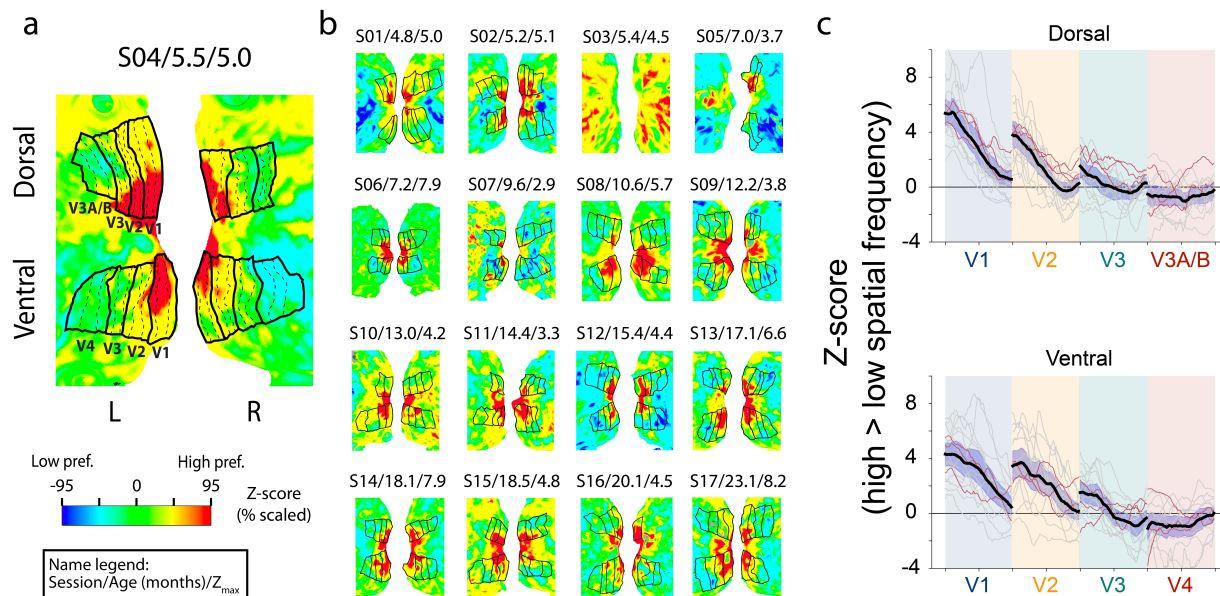 a
S04/5.5/5.0
Dorsal
V3A/B
V3
V2
V1
Ventral
V4
V3
V2
V1
L
R
Low pref.
High pref.
-95
0
95
Z-score
(% scaled)
Name legend:
Session/Age (months)/Zmax
b
S01/4.8/5.0
S02/5.2/5.1
S03/5.4/4.5
S05/7.0/3.7
S06/7.2/7.9
S07/9.6/2.9
S08/10.6/5.7
S09/12.2/3.8
S10/13.0/4.2
S11/14.4/3.3
S12/15.4/4.4
S13/17.1/6.6
S14/18.1/7.9
S15/18.5/4.8
S16/20.1/4.5
S17/23.1/8.2
c
Z-score
(high > low spatial frequency)
Dorsal
8
4
0
-4
V1
V2
V3
V3A/B
Ventral
8
4
0
-4
V1
V2
V3
V4